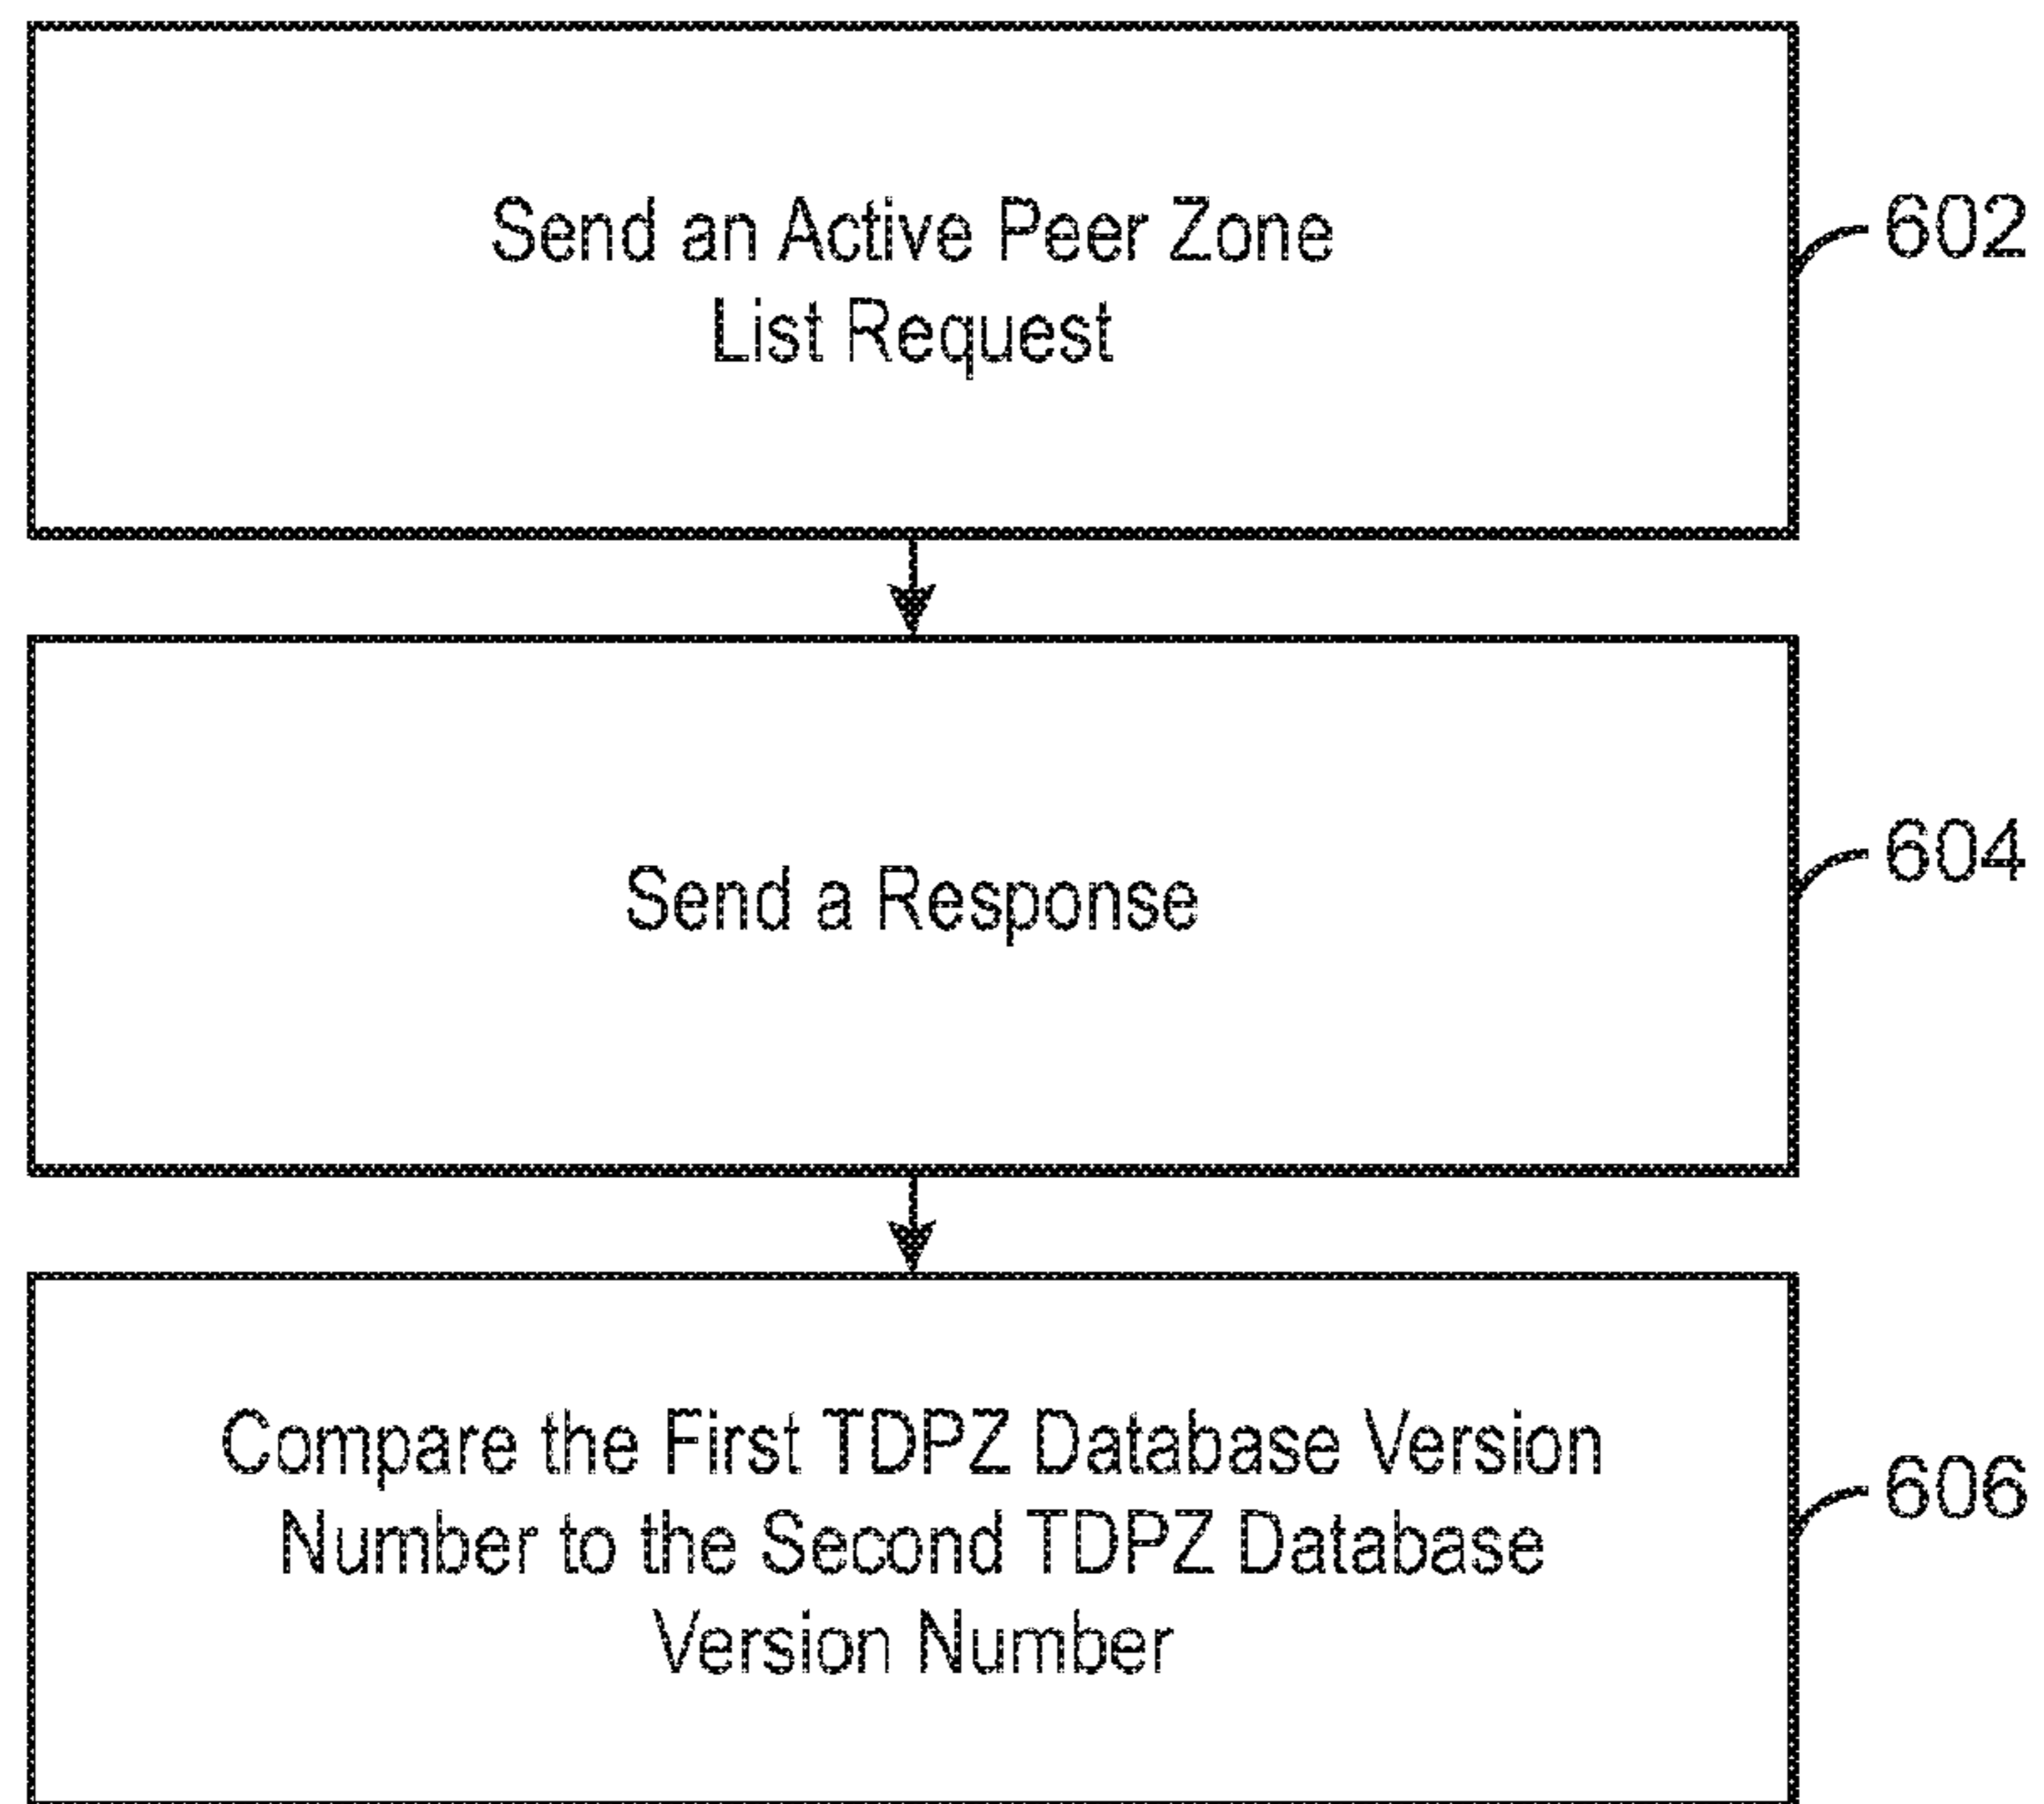 Send an Active Peer Zone
List Request
602
Send a Response
604
Compare the First TDPZ Database Version
Number to the Second TDPZ Database
Version Number
606